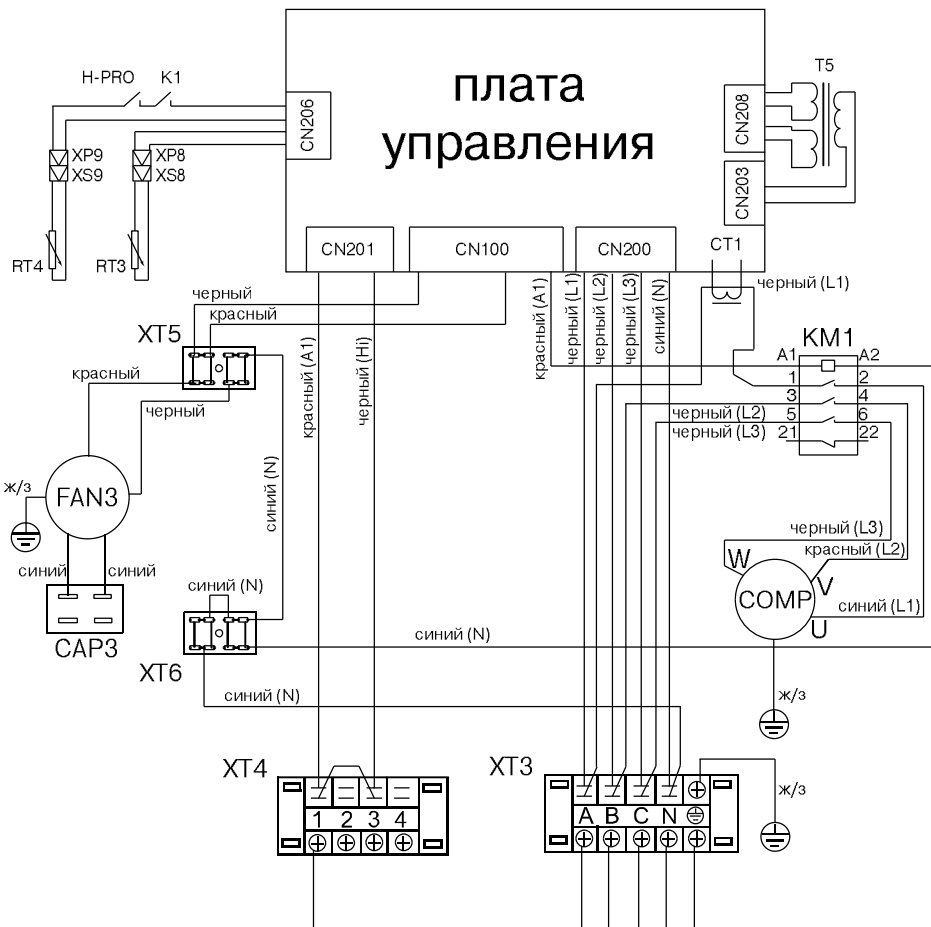 плата
управления
H-PRO K1
CN206
CN208
T5
CN203
XP9
XS9
XP8
XS8
RT4
RT3
CN201
CN100
CN200
CT1
черный (L1)
черный
красный
красный (A1)
черный (L1)
черный (L2)
черный (L3)
синий (N)
XT5
красный
черный
красный (A1)
черный (Hi)
KM1
A1 A2
1 2
3 4
черный (L2) 5 6
черный (L3) 21 22
ж/з
FAN3
синий (N)
синий синий
CAP3
черный (L3)
красный (L2)
W
V
COMP
синий (L1)
U
синий (N)
синий (N)
XT6
синий (N)
ж/з
XT4
XT3
ж/з
1 2 3 4
A B C N